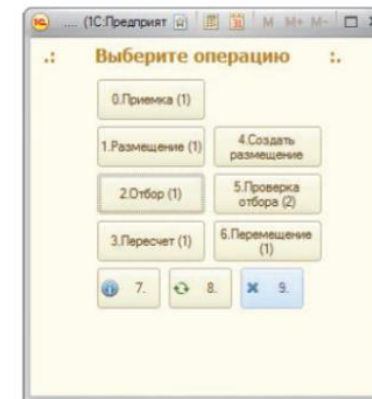 .... (1С:Предприят M M+ M-
.: Выберите операцию :.
0.Приемка (1)
1.Размещение (1)
4.Создать
размещение
2.Отбор (1)
5.Проверка
отбора (2)
3.Пересчет (1)
6.Перемещение
(1)
7.
8.
9.